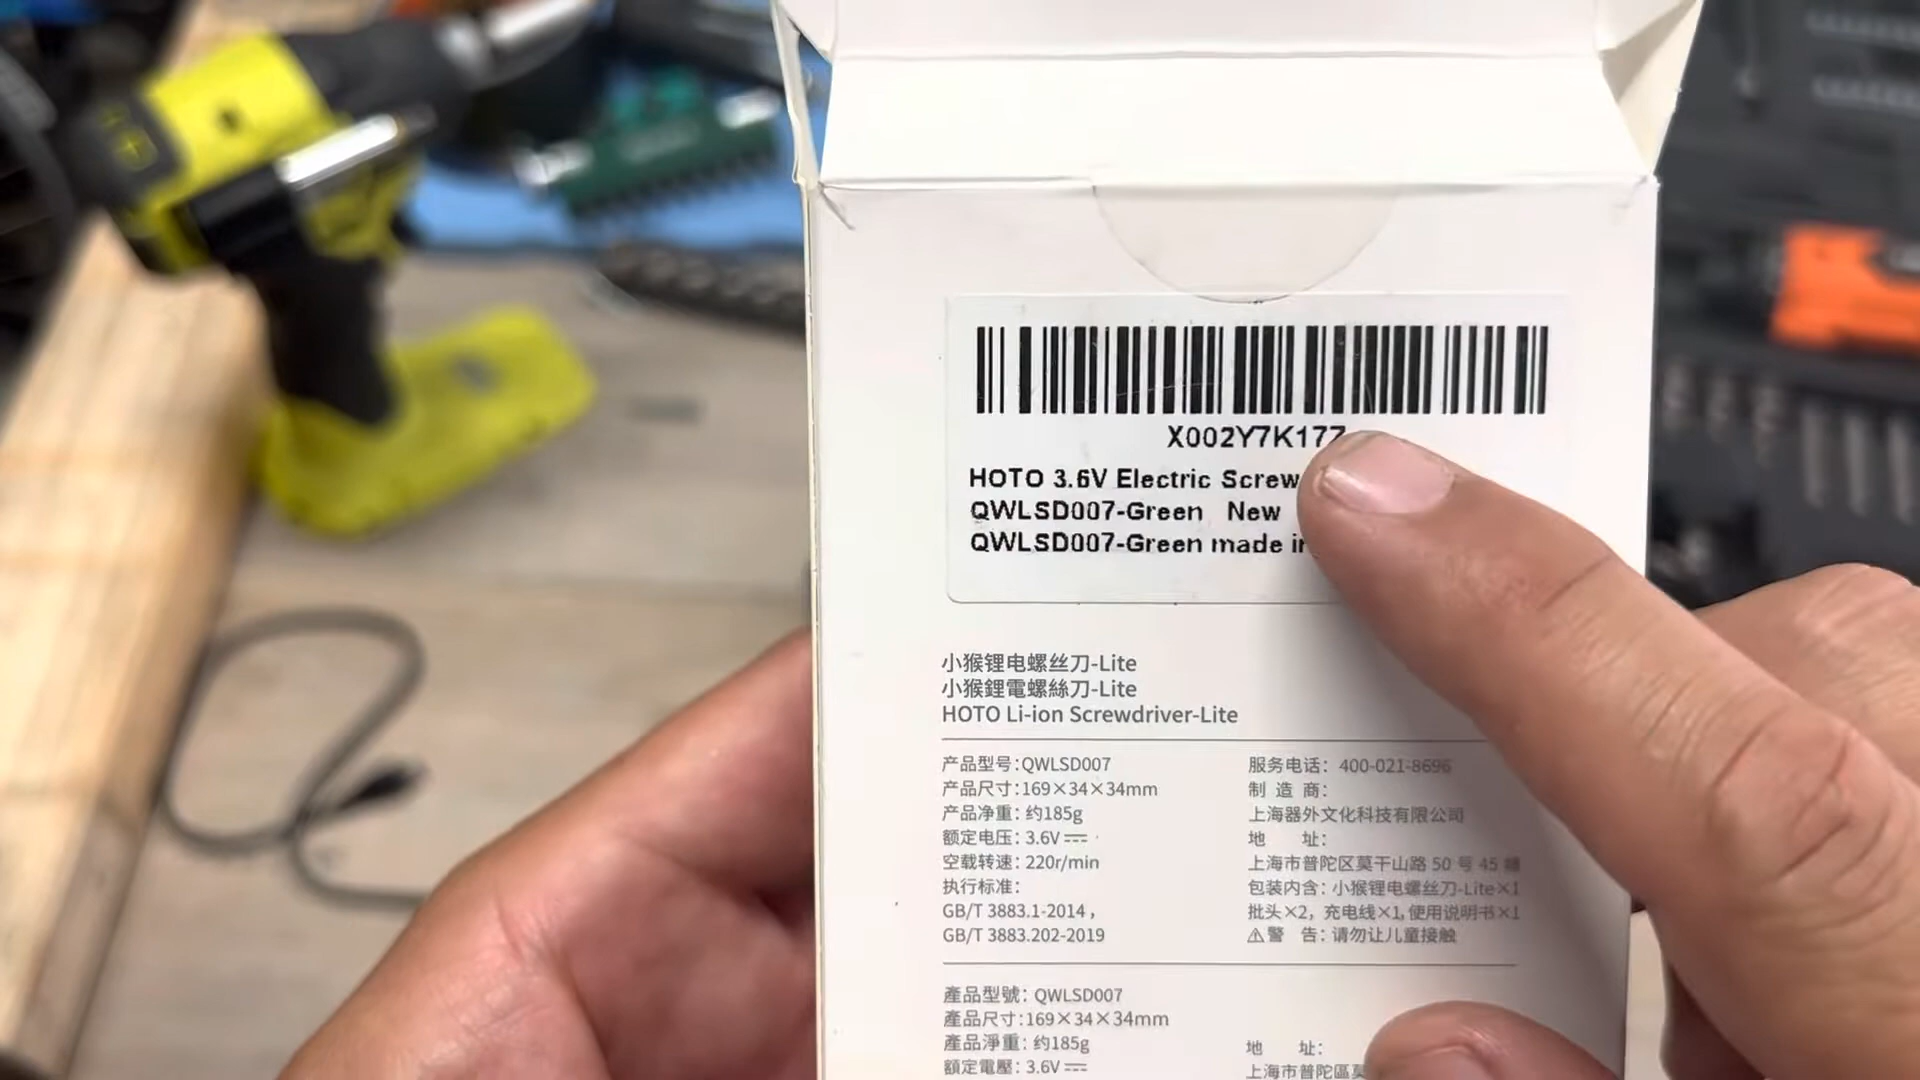 X002Y7K17Z
HOTO 3.6V Electric Screw
QWLSD007-Green New
QWLSD007-Green made in
小猴锂电螺丝刀-Lite
小猴鋰電螺絲刀-Lite
HOTO Li-ion Screwdriver-Lite
产品型号:QWLSD007
产品尺寸:169×34×34mm
产品净重: 约185g
额定电压: 3.6V ⎓
空载转速: 220r/min
执行标准:
GB/T 3883.1-2014 ,
GB/T 3883.202-2019
服务电话: 400-021-8696
制 造 商:
上海器外文化科技有限公司
地 址:
上海市普陀区莫干山路 50 号 45 幢
包装内含: 小猴锂电螺丝刀-Lite×1
批头×2, 充电线×1, 使用说明书×1
⚠警 告: 请勿让儿童接触
產品型號: QWLSD007
產品尺寸:169×34×34mm
產品淨重: 约185g
額定電壓: 3.6V ⎓
地 址:
上海市普陀區莫